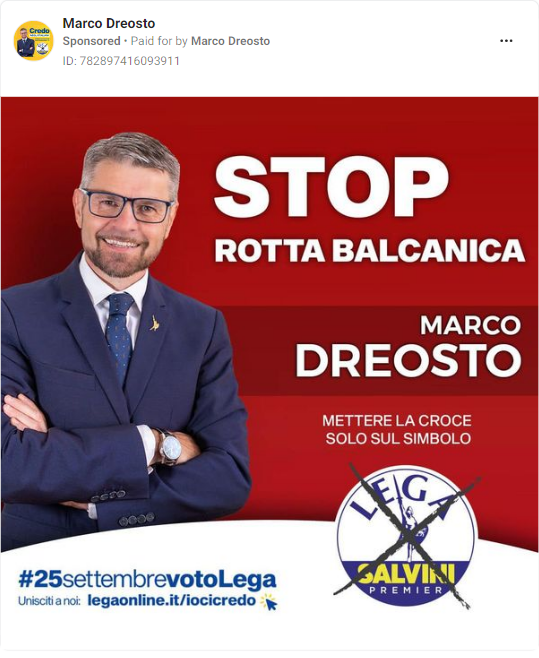 Marco Dreosto
Sponsored • Paid for by Marco Dreosto
ID: 782897416093911
STOP
ROTTA BALCANICA
MARCO
DREOSTO
METTERE LA CROCE
SOLO SUL SIMBOLO
LEGA
SALVINI
PREMIER
#25settembrevotoLega
Unisciti a noi: legaonline.it/iocicredo